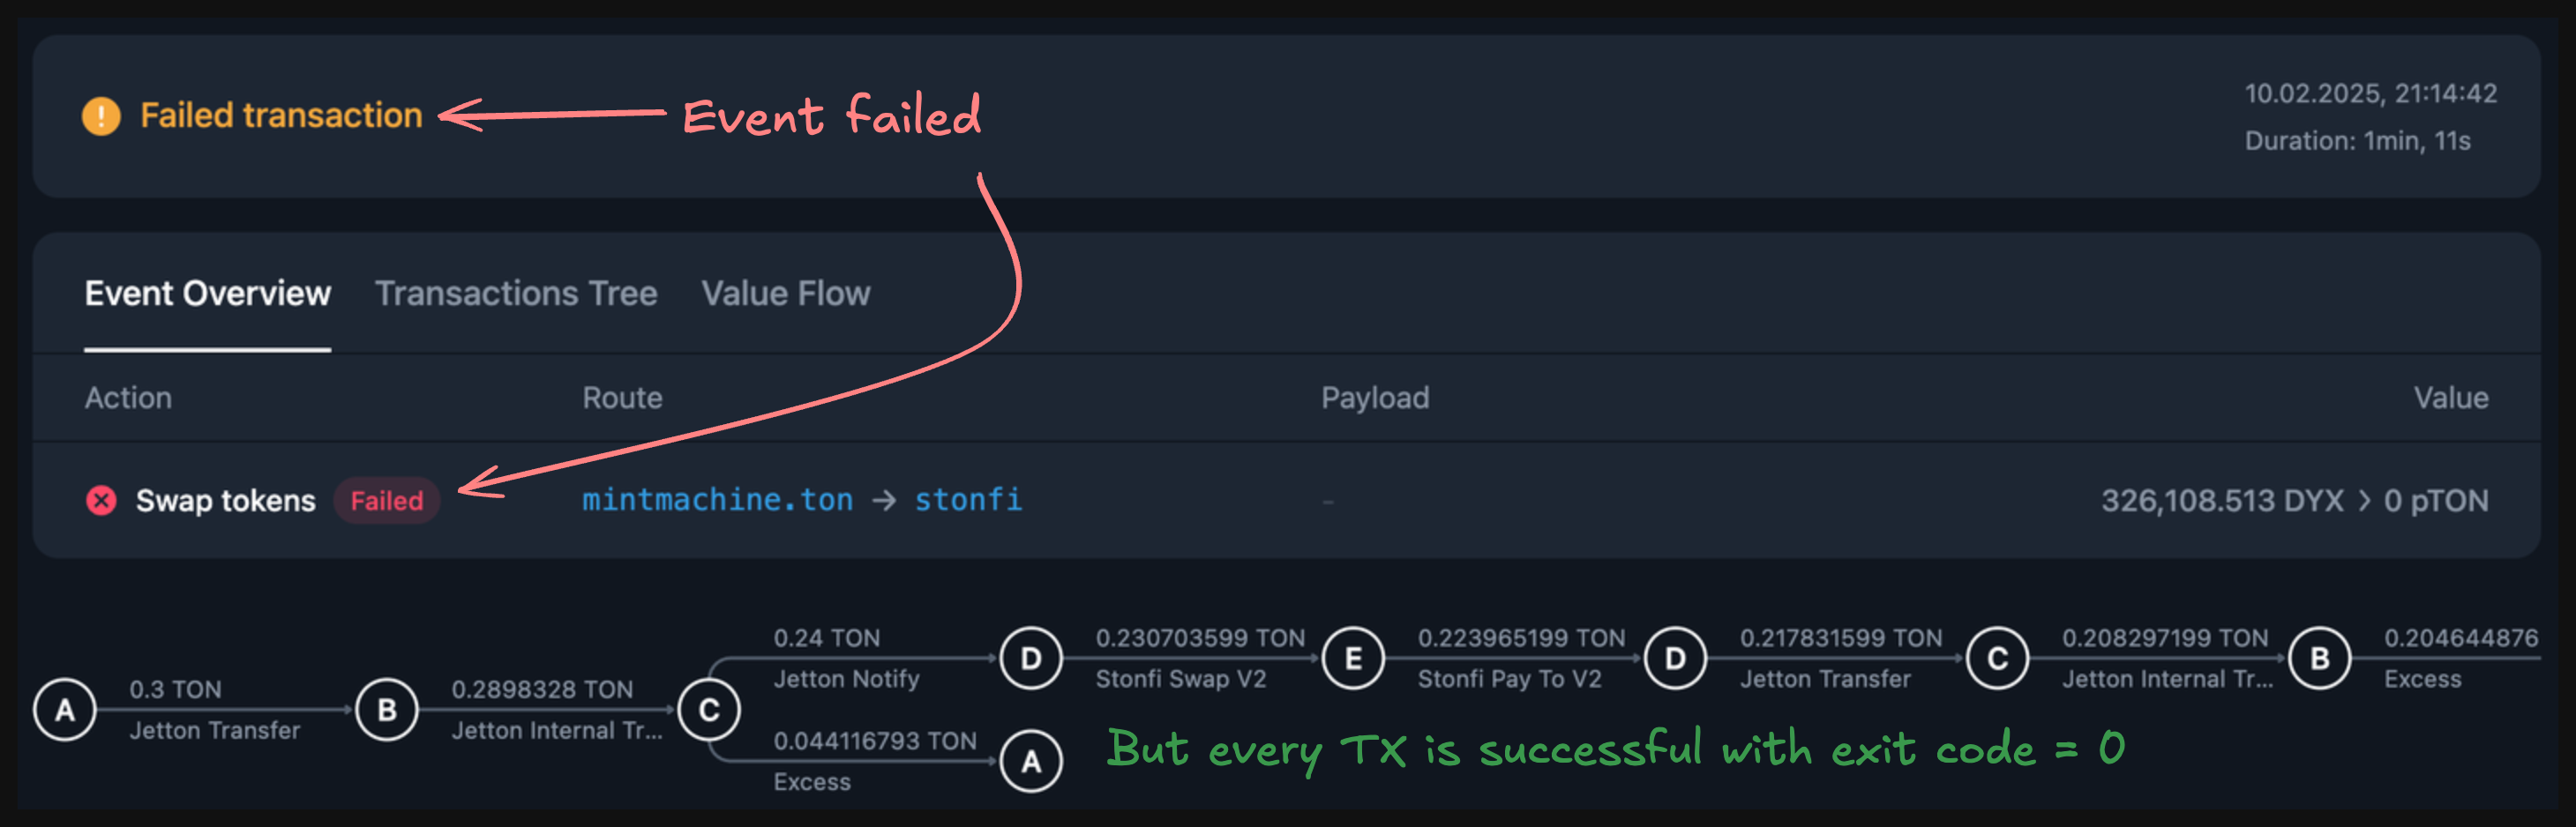 Failed transaction
Event failed
10.02.2025, 21:14:42
Duration: 1min, 11s
Event Overview Transactions Tree Value Flow
Action Route Payload Value
Swap tokens Failed mintmachine.ton → stonfi - 326,108.513 DYX > 0 pTON
0.24 TON 0.230703599 TON 0.223965199 TON 0.217831599 TON 0.208297199 TON 0.204644876
D E D C B
Jetton Notify Stonfi Swap V2 Stonfi Pay To V2 Jetton Transfer Jetton Internal Tr... Excess
0.3 TON 0.2898328 TON
A B C
Jetton Transfer Jetton Internal Tr...
0.044116793 TON
A
Excess
But every TX is successful with exit code = 0